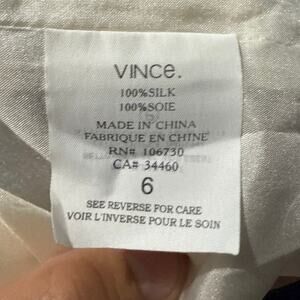 VINCE.
100%SILK
100%SOIE
MADE IN CHINA
FABRIQUE EN CHINE
RN# 106730
CA# 34460
6
SEE REVERSE FOR CARE
VOIR L'INVERSE POUR LE SOIN